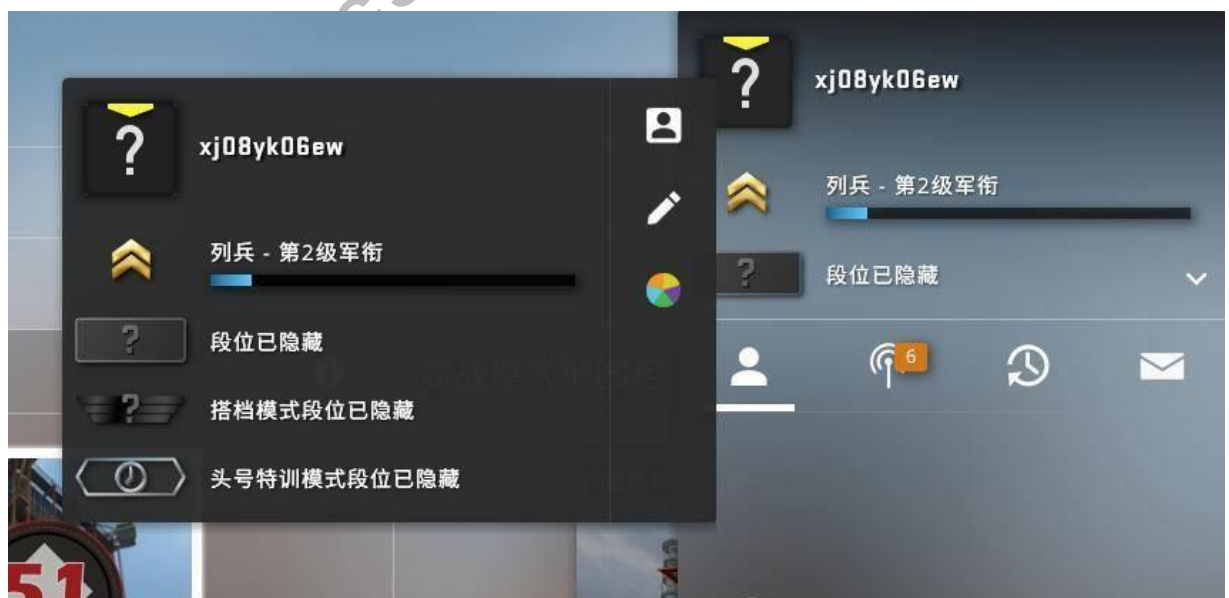 xj08yk06ew
列兵 - 第2级军衔
段位已隐藏
搭档模式段位已隐藏
头号特训模式段位已隐藏
xj08yk06ew
列兵 - 第2级军衔
段位已隐藏
6
51